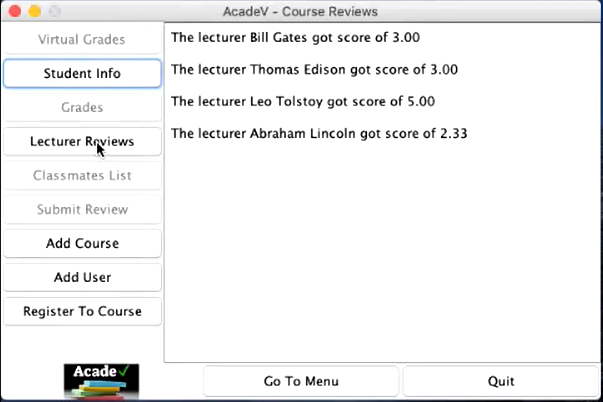 AcadeV - Course Reviews
Virtual Grades
Student Info
Grades
Lecturer Reviews
Classmates List
Submit Review
Add Course
Add User
Register To Course
The lecturer Bill Gates got score of 3.00
The lecturer Thomas Edison got score of 3.00
The lecturer Leo Tolstoy got score of 5.00
The lecturer Abraham Lincoln got score of 2.33
Acade✓
Go To Menu
Quit